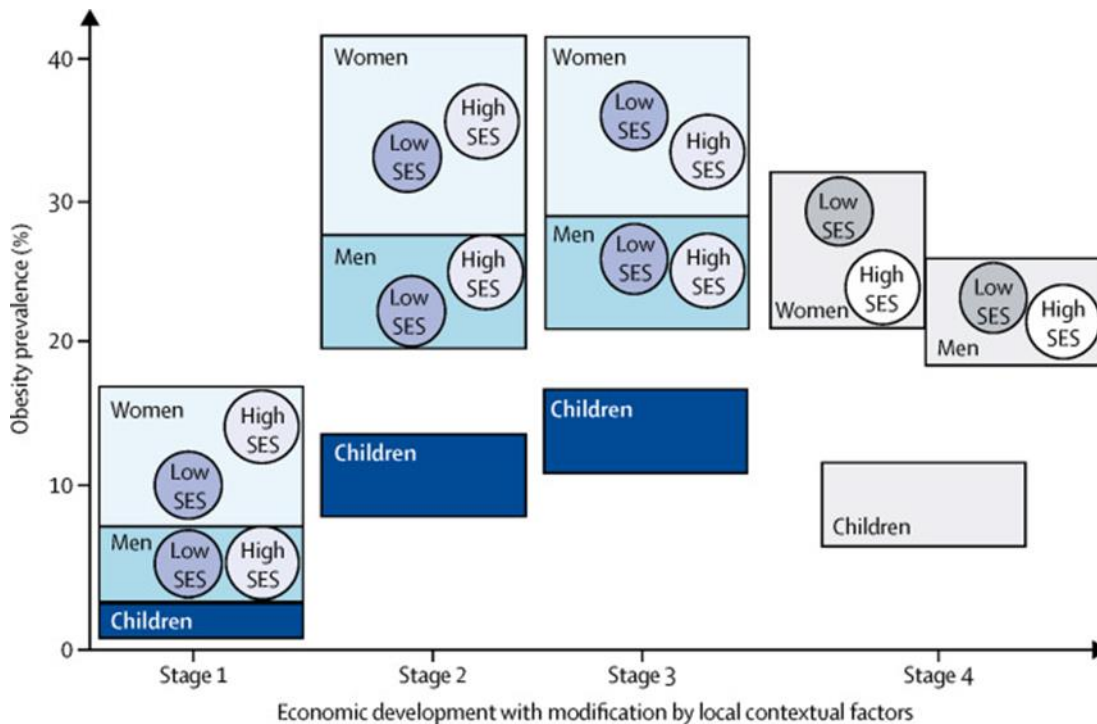 Obesity prevalence (%)
40
30
20
10
0
Women
Low
SES
High
SES
Men
Low
SES
High
SES
Children
Women
Low
SES
High
SES
Men
Low
SES
High
SES
Children
Women
Low
SES
High
SES
Men
Low
SES
High
SES
Children
Low
SES
High
SES
Women
Low
SES
High
SES
Men
Children
Stage 1
Stage 2
Stage 3
Stage 4
Economic development with modification by local contextual factors